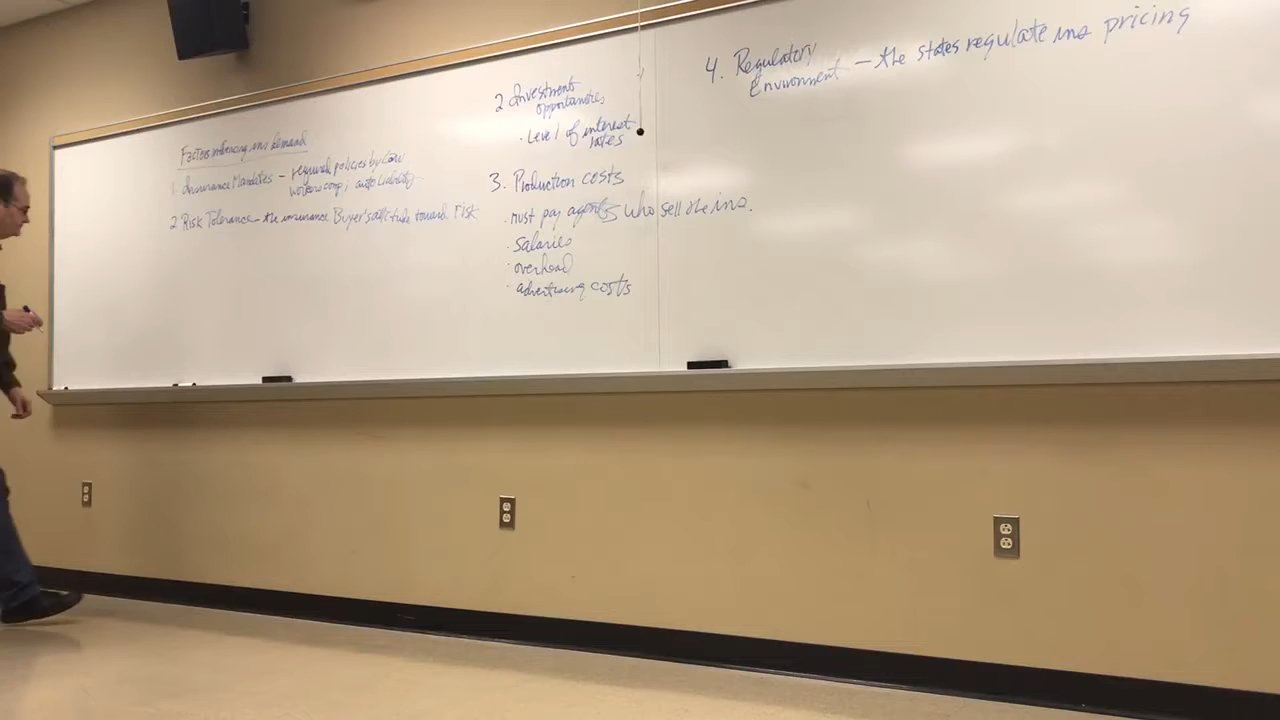 Factors influencing ins demand
1. Insurance Mandates – required policies by law
workers comp, auto liability
2 Risk Tolerance – the insurance Buyer's attitude toward risk
2 Investment
opportunities
· Level of interest
rates
3. Production costs
· must pay agents who sell the ins.
· salaries
· overhead
· advertising costs
4. Regulatory
Environment – the states regulate ins pricing